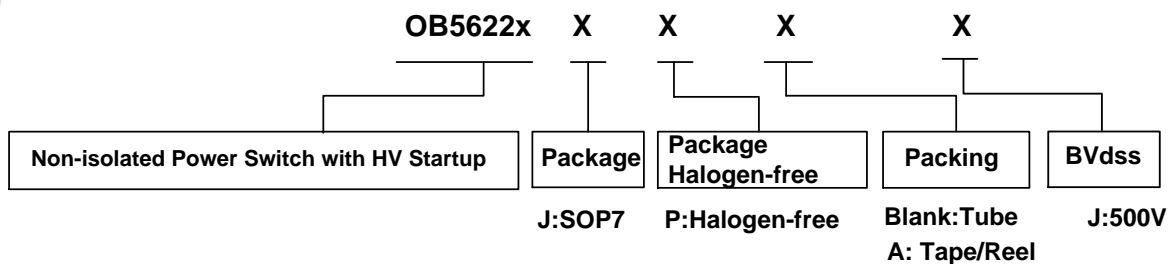 OB5622x X X X X
Non-isolated Power Switch with HV Startup
Package
Package
Halogen-free
Packing
BVdss
J:SOP7
P:Halogen-free
Blank:Tube
A: Tape/Reel
J:500V